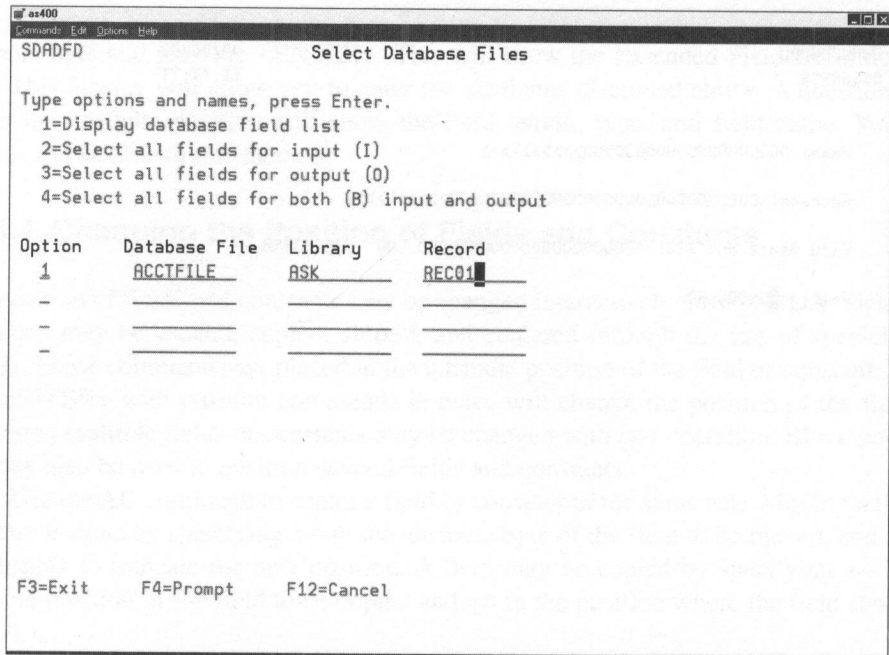 as400
Commands Edit Options Help
SDADFD Select Database Files
Type options and names, press Enter.
1=Display database field list
2=Select all fields for input (I)
3=Select all fields for output (O)
4=Select all fields for both (B) input and output
Option Database File Library Record
1 ACCTFILE ASK REC01
F3=Exit F4=Prompt F12=Cancel